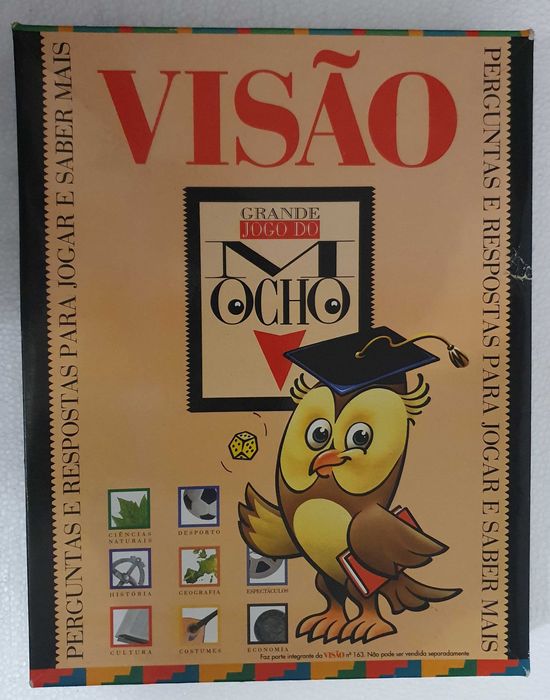 VISÃO
PERGUNTAS E RESPOSTAS PARA JOGAR E SABER MAIS
PERGUNTAS E RESPOSTAS PARA JOGAR E SABER MAIS
GRANDE
JOGO DO
MOCHO
CIÊNCIAS
NATURAIS
DESPORTO
HISTÓRIA
GEOGRAFIA
ESPECTÁCULOS
CULTURA
COSTUMES
ECONOMIA
Faz parte integrante da VISÃO nº 163. Não pode ser vendida separadamente